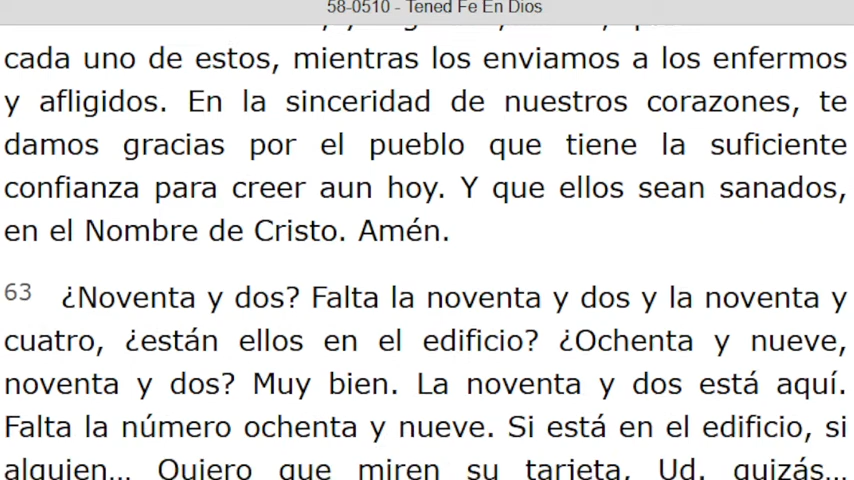 58-0510 - Tened Fe En Dios
cada uno de estos, mientras los enviamos a los enfermos
y afligidos. En la sinceridad de nuestros corazones, te
damos gracias por el pueblo que tiene la suficiente
confianza para creer aun hoy. Y que ellos sean sanados,
en el Nombre de Cristo. Amén.
63 ¿Noventa y dos? Falta la noventa y dos y la noventa y
cuatro, ¿están ellos en el edificio? ¿Ochenta y nueve,
noventa y dos? Muy bien. La noventa y dos está aquí.
Falta la número ochenta y nueve. Si está en el edificio, si
alguien... Quiero que miren su tarjeta, Ud. quizás...